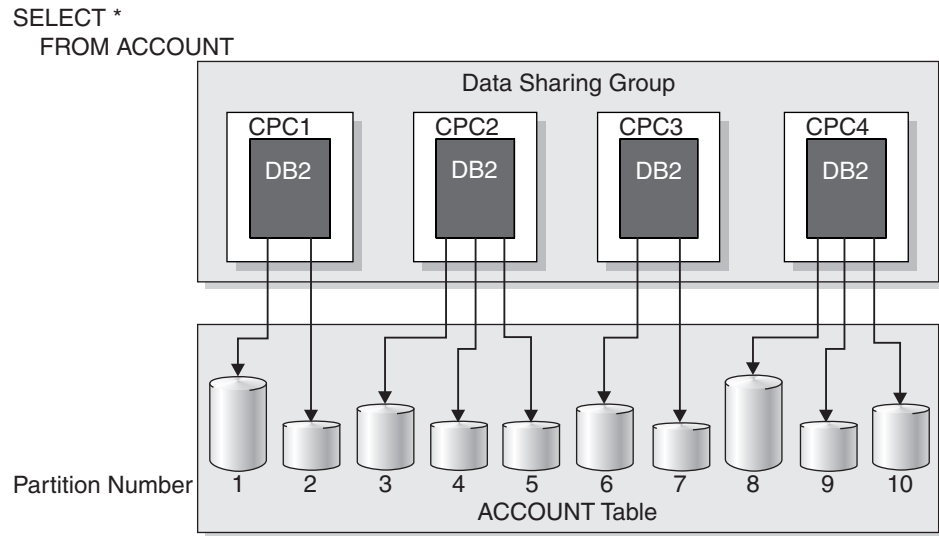 SELECT *
FROM ACCOUNT
Data Sharing Group
CPC1 CPC2 CPC3 CPC4
DB2 DB2 DB2 DB2
Partition Number 1 2 3 4 5 6 7 8 9 10
ACCOUNT Table